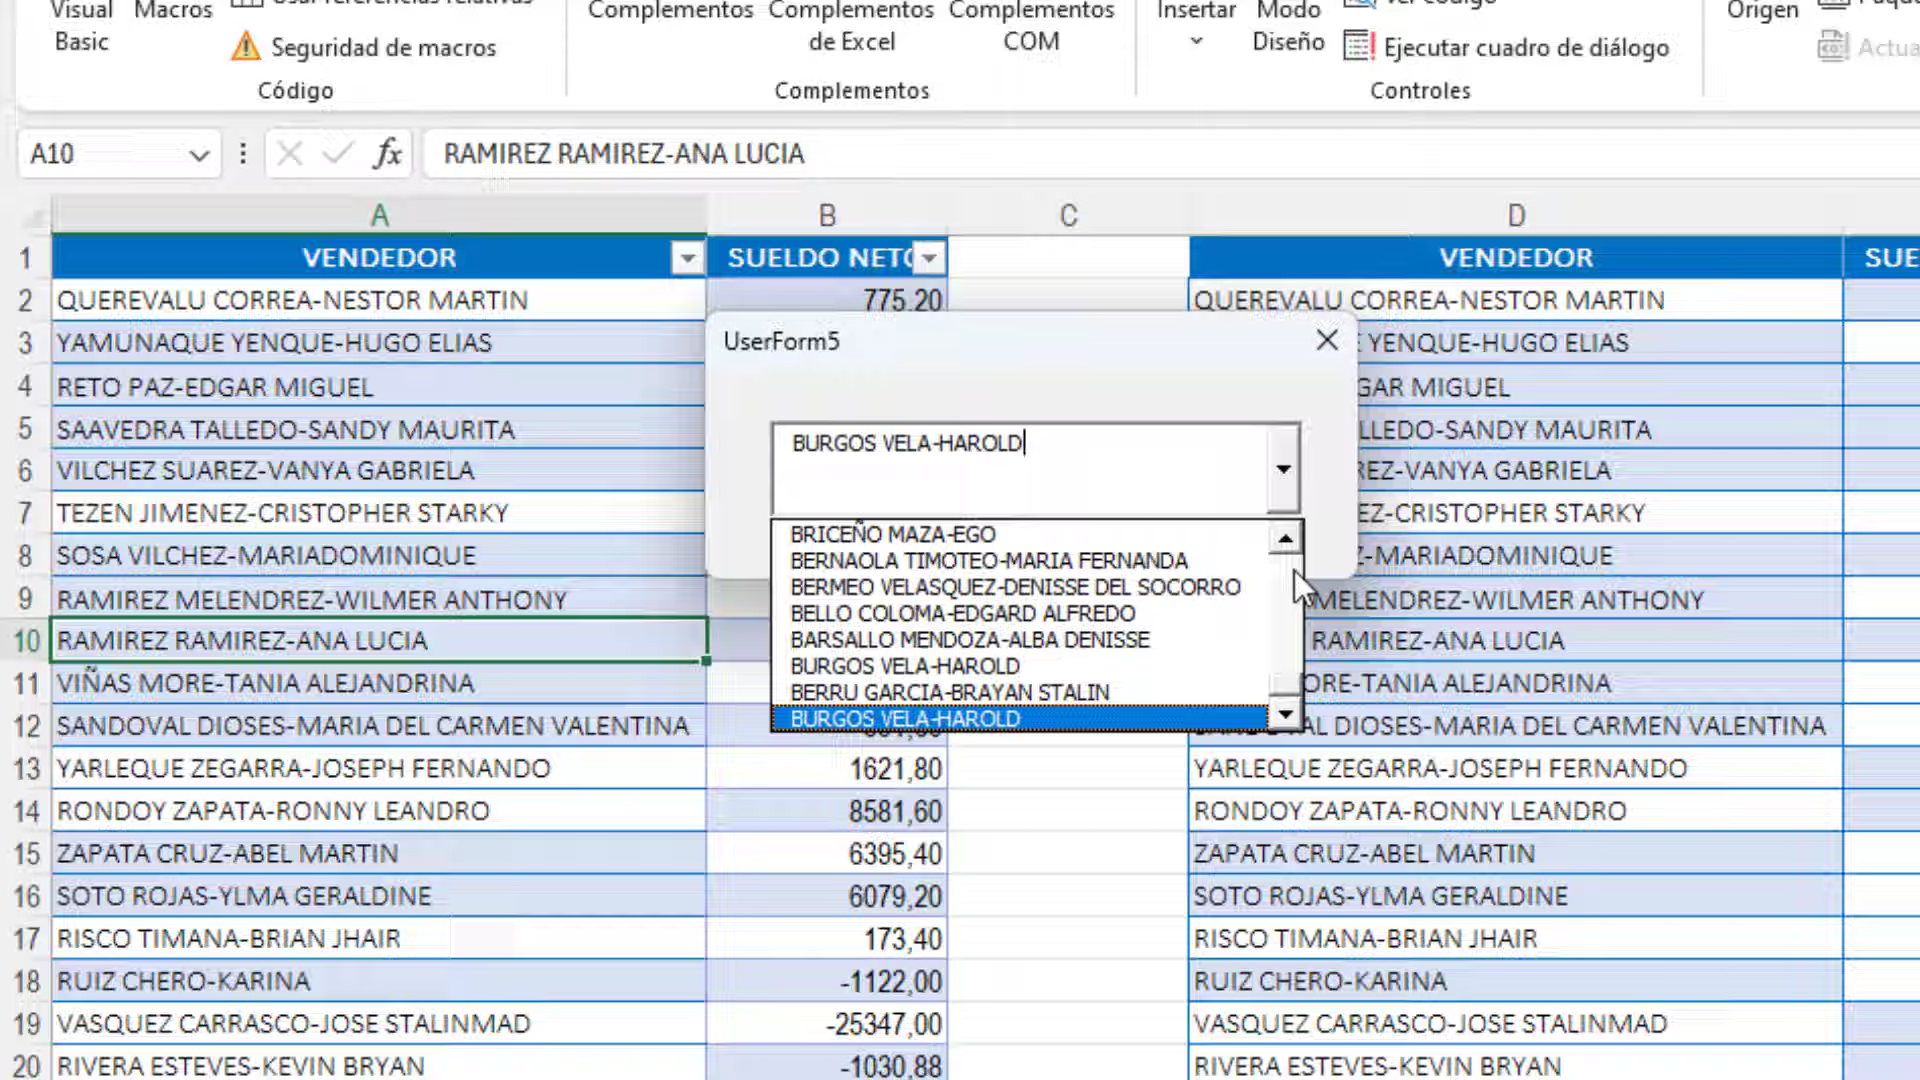 Visual Basic
Macros
Usar referencias relativas
Seguridad de macros
Código
Complementos
Complementos de Excel
Complementos COM
Complementos
Insertar
Modo Diseño
Ver código
Ejecutar cuadro de diálogo
Controles
Origen
A10
fx
RAMIREZ RAMIREZ-ANA LUCIA
A B C D
1 VENDEDOR SUELDO NETO VENDEDOR SUE
2 QUEREVALU CORREA-NESTOR MARTIN 775,20 QUEREVALU CORREA-NESTOR MARTIN
3 YAMUNAQUE YENQUE-HUGO ELIAS YENQUE-HUGO ELIAS
4 RETO PAZ-EDGAR MIGUEL GAR MIGUEL
5 SAAVEDRA TALLEDO-SANDY MAURITA LLEDO-SANDY MAURITA
6 VILCHEZ SUAREZ-VANYA GABRIELA REZ-VANYA GABRIELA
7 TEZEN JIMENEZ-CRISTOPHER STARKY EZ-CRISTOPHER STARKY
8 SOSA VILCHEZ-MARIADOMINIQUE Z-MARIADOMINIQUE
9 RAMIREZ MELENDREZ-WILMER ANTHONY MELENDREZ-WILMER ANTHONY
10 RAMIREZ RAMIREZ-ANA LUCIA RAMIREZ-ANA LUCIA
11 VIÑAS MORE-TANIA ALEJANDRINA ORE-TANIA ALEJANDRINA
12 SANDOVAL DIOSES-MARIA DEL CARMEN VALENTINA VAL DIOSES-MARIA DEL CARMEN VALENTINA
13 YARLEQUE ZEGARRA-JOSEPH FERNANDO 1621,80 YARLEQUE ZEGARRA-JOSEPH FERNANDO
14 RONDOY ZAPATA-RONNY LEANDRO 8581,60 RONDOY ZAPATA-RONNY LEANDRO
15 ZAPATA CRUZ-ABEL MARTIN 6395,40 ZAPATA CRUZ-ABEL MARTIN
16 SOTO ROJAS-YLMA GERALDINE 6079,20 SOTO ROJAS-YLMA GERALDINE
17 RISCO TIMANA-BRIAN JHAIR 173,40 RISCO TIMANA-BRIAN JHAIR
18 RUIZ CHERO-KARINA -1122,00 RUIZ CHERO-KARINA
19 VASQUEZ CARRASCO-JOSE STALINMAD -25347,00 VASQUEZ CARRASCO-JOSE STALINMAD
20 RIVERA ESTEVES-KEVIN BRYAN -1030,88 RIVERA ESTEVES-KEVIN BRYAN
UserForm5
BURGOS VELA-HAROLD
BRICEÑO MAZA-EGO
BERNAOLA TIMOTEO-MARIA FERNANDA
BERMEO VELASQUEZ-DENISSE DEL SOCORRO
BELLO COLOMA-EDGARD ALFREDO
BARSALLO MENDOZA-ALBA DENISSE
BURGOS VELA-HAROLD
BERRU GARCIA-BRAYAN STALIN
BURGOS VELA-HAROLD